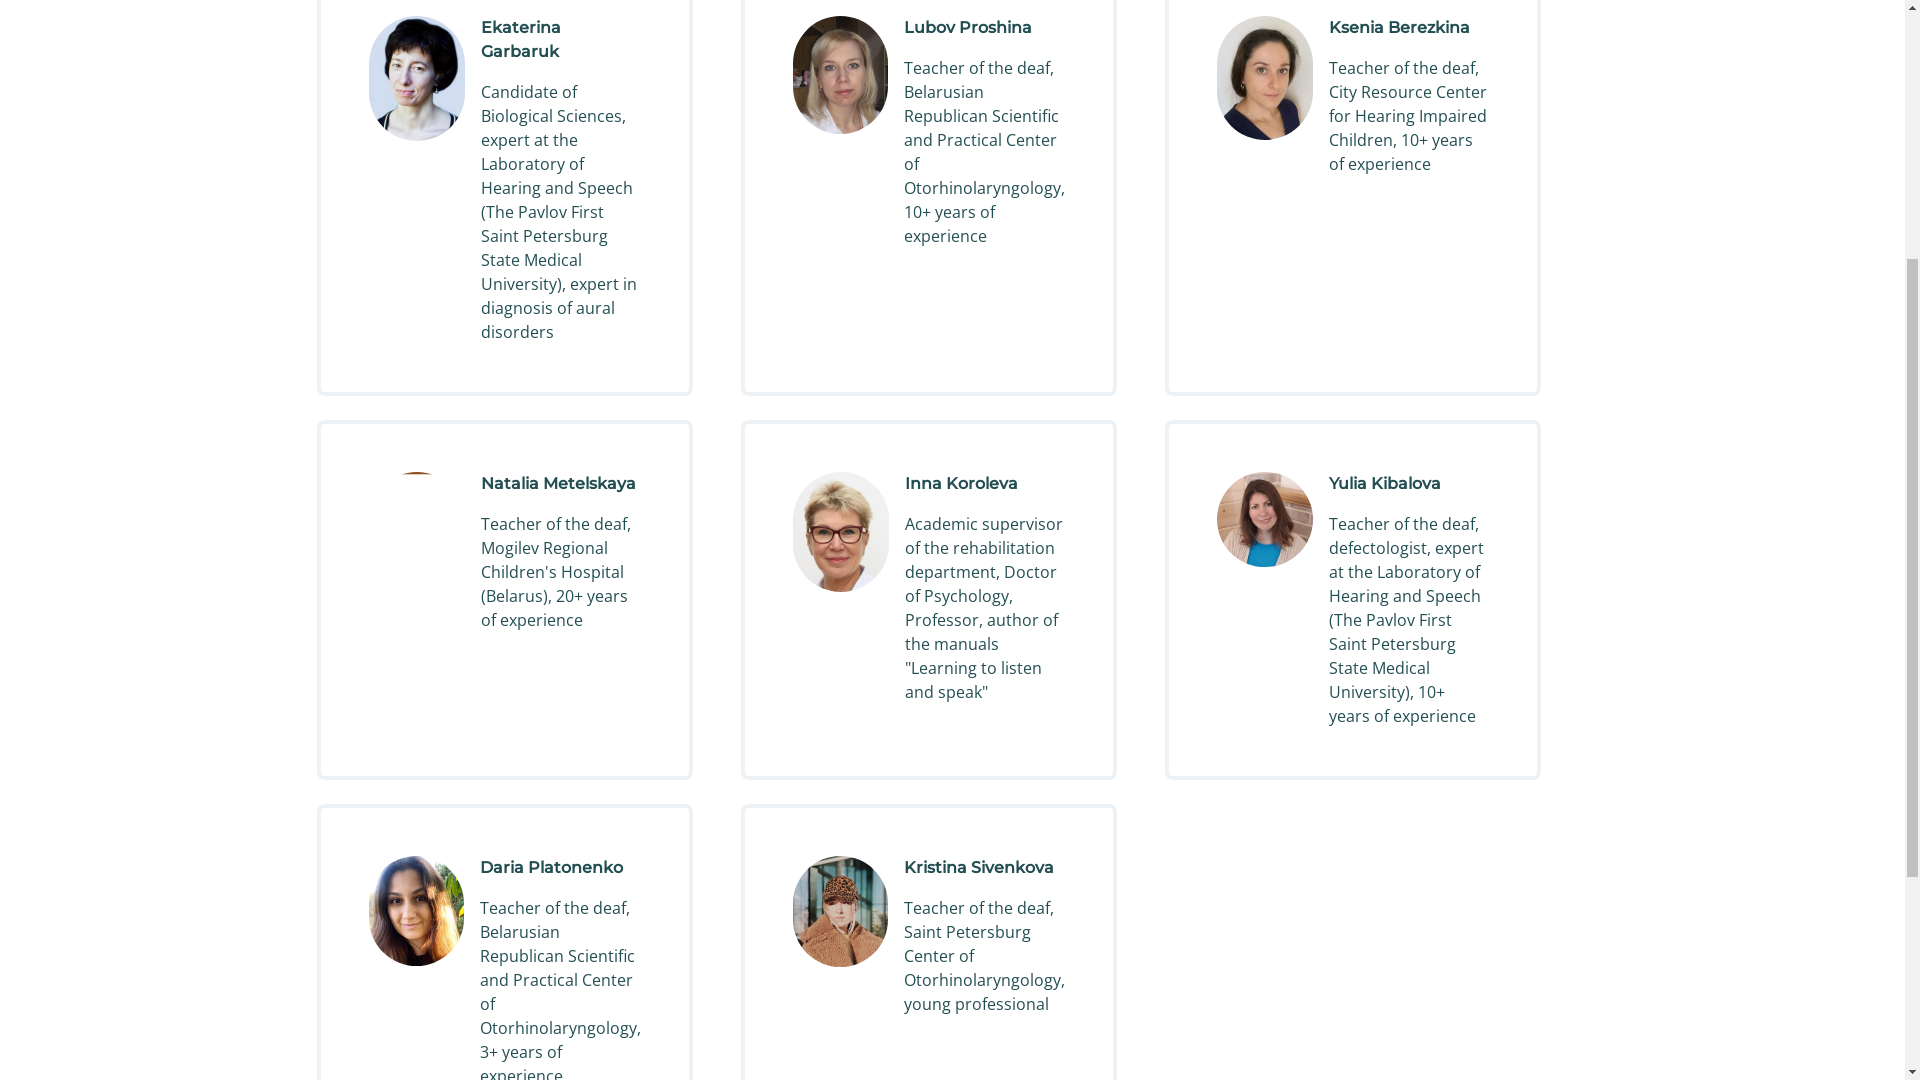 Ekaterina
Garbaruk
Candidate of
Biological Sciences,
expert at the
Laboratory of
Hearing and Speech
(The Pavlov First
Saint Petersburg
State Medical
University), expert in
diagnosis of aural
disorders
Lubov Proshina
Teacher of the deaf,
Belarusian
Republican Scientific
and Practical Center
of
Otorhinolaryngology,
10+ years of
experience
Ksenia Berezkina
Teacher of the deaf,
City Resource Center
for Hearing Impaired
Children, 10+ years
of experience
Natalia Metelskaya
Teacher of the deaf,
Mogilev Regional
Children's Hospital
(Belarus), 20+ years
of experience
Inna Koroleva
Academic supervisor
of the rehabilitation
department, Doctor
of Psychology,
Professor, author of
the manuals
"Learning to listen
and speak"
Yulia Kibalova
Teacher of the deaf,
defectologist, expert
at the Laboratory of
Hearing and Speech
(The Pavlov First
Saint Petersburg
State Medical
University), 10+
years of experience
Daria Platonenko
Teacher of the deaf,
Belarusian
Republican Scientific
and Practical Center
of
Otorhinolaryngology,
3+ years of
experience
Kristina Sivenkova
Teacher of the deaf,
Saint Petersburg
Center of
Otorhinolaryngology,
young professional